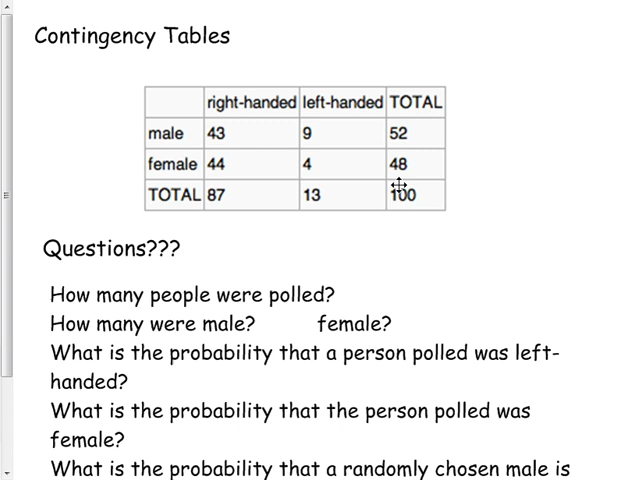 Contingency Tables
right-handed left-handed TOTAL
male 43 9 52
female 44 4 48
TOTAL 87 13 100
Questions???
How many people were polled?
How many were male? female?
What is the probability that a person polled was left-
handed?
What is the probability that the person polled was
female?
What is the probability that a randomly chosen male is